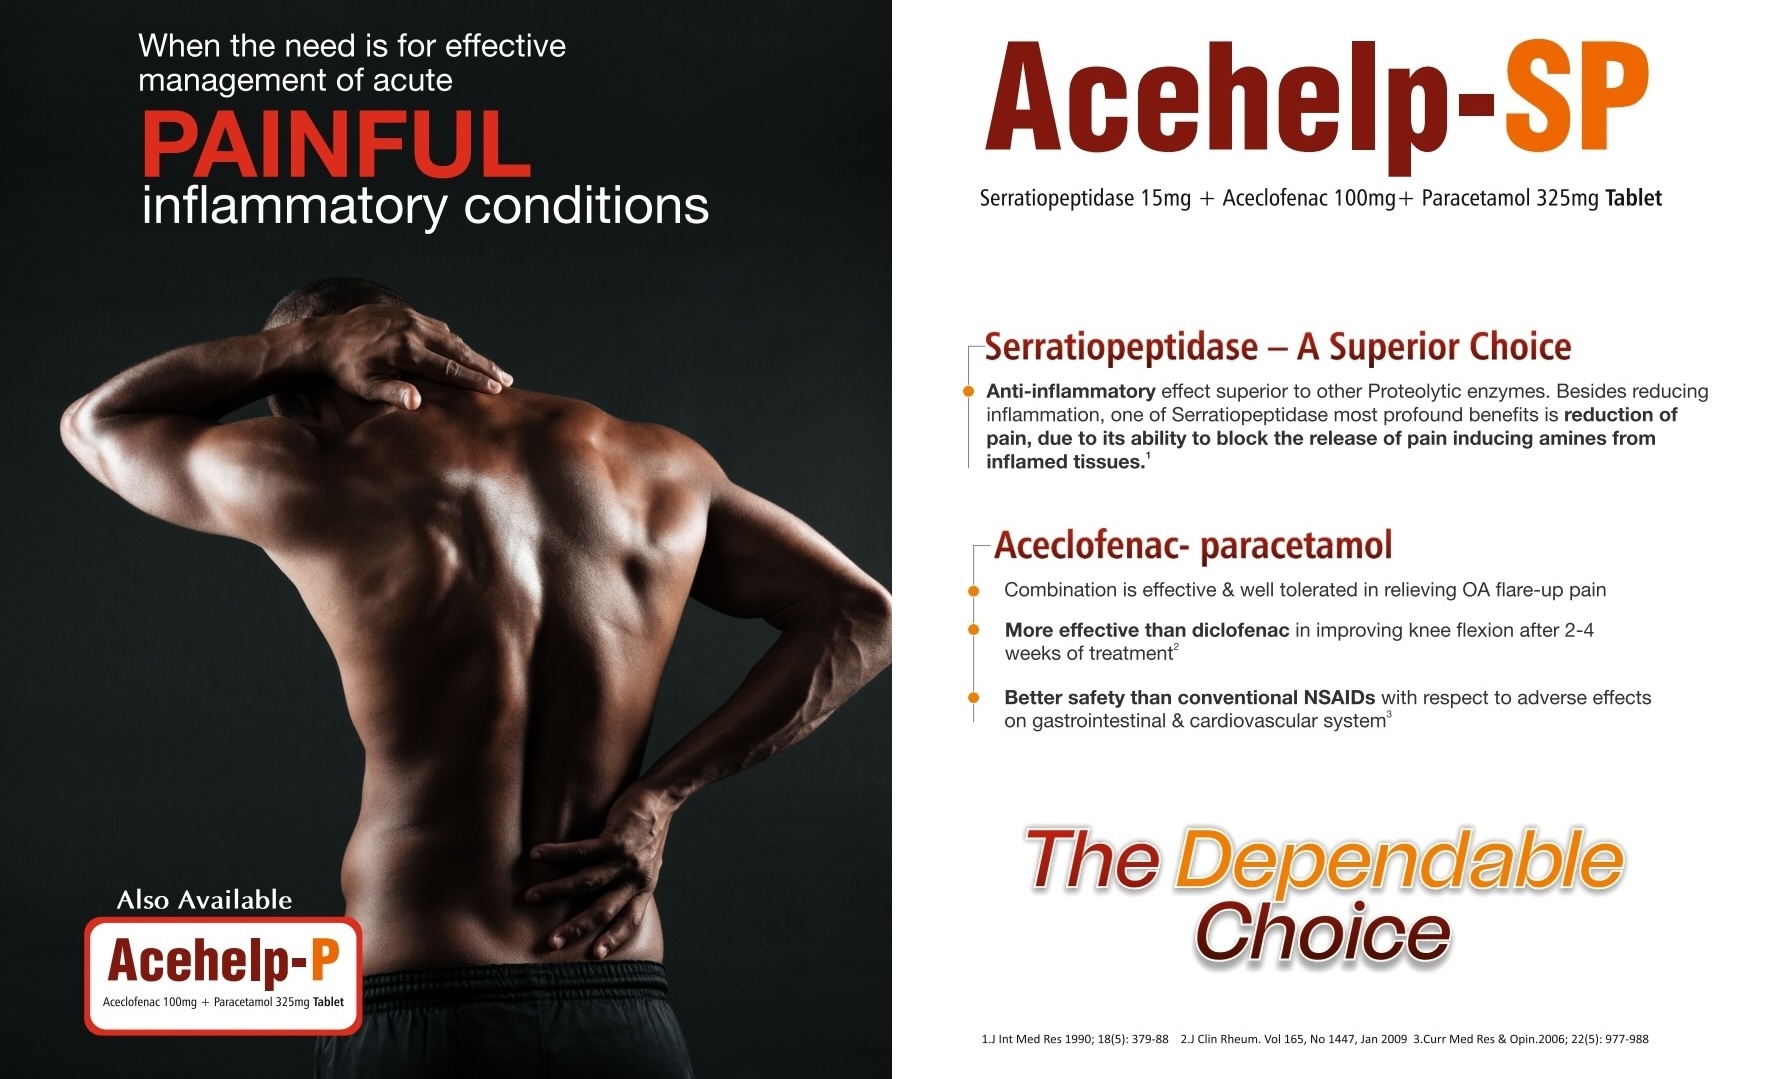 When the need is for effective
management of acute
PAINFUL
inflammatory conditions
Also Available
Acehelp-P
Aceclofenac 100mg + Paracetamol 325mg Tablet
Acehelp-SP
Serratiopeptidase 15mg + Aceclofenac 100mg+ Paracetamol 325mg Tablet
Serratiopeptidase – A Superior Choice
Anti-inflammatory effect superior to other Proteolytic enzymes. Besides reducing
inflammation, one of Serratiopeptidase most profound benefits is reduction of
pain, due to its ability to block the release of pain inducing amines from
inflamed tissues.¹
Aceclofenac- paracetamol
Combination is effective & well tolerated in relieving OA flare-up pain
More effective than diclofenac in improving knee flexion after 2-4
weeks of treatment²
Better safety than conventional NSAIDs with respect to adverse effects
on gastrointestinal & cardiovascular system³
The Dependable
Choice
1.J Int Med Res 1990; 18(5): 379-88 2.J Clin Rheum. Vol 165, No 1447, Jan 2009 3.Curr Med Res & Opin.2006; 22(5): 977-988